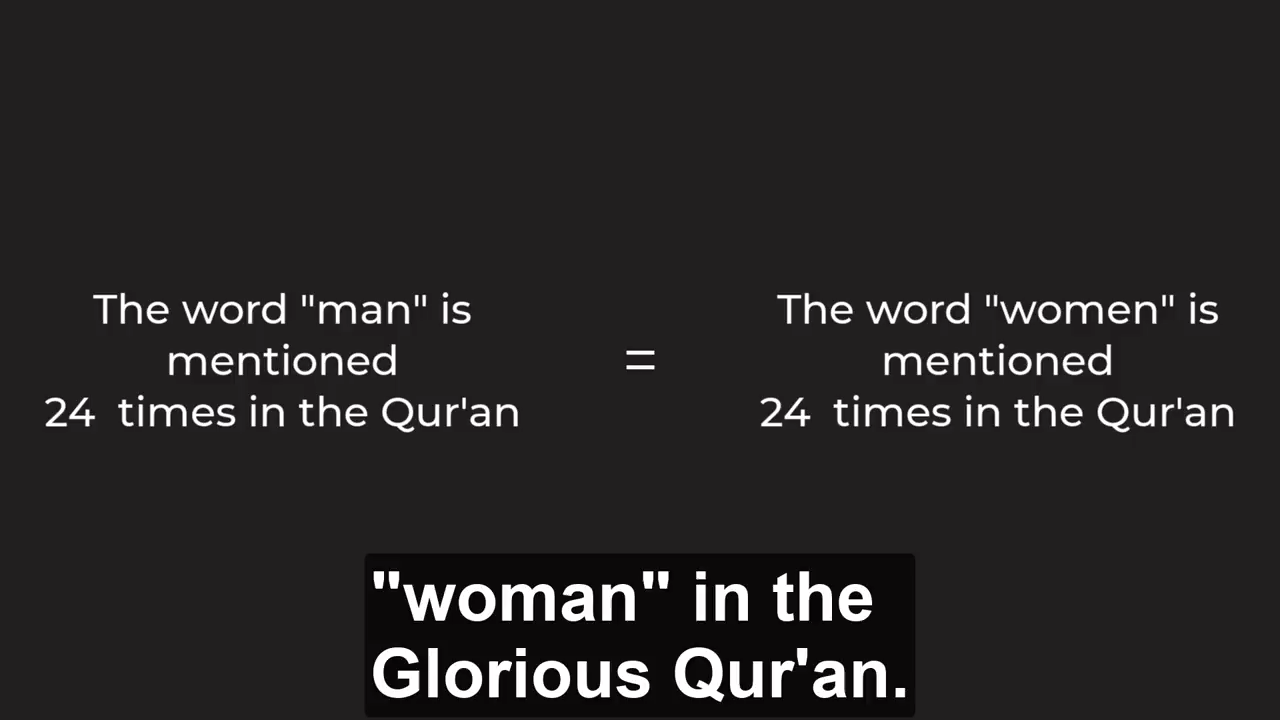 The word "man" is
mentioned
24 times in the Qur'an
=
The word "women" is
mentioned
24 times in the Qur'an
"woman" in the
Glorious Qur'an.